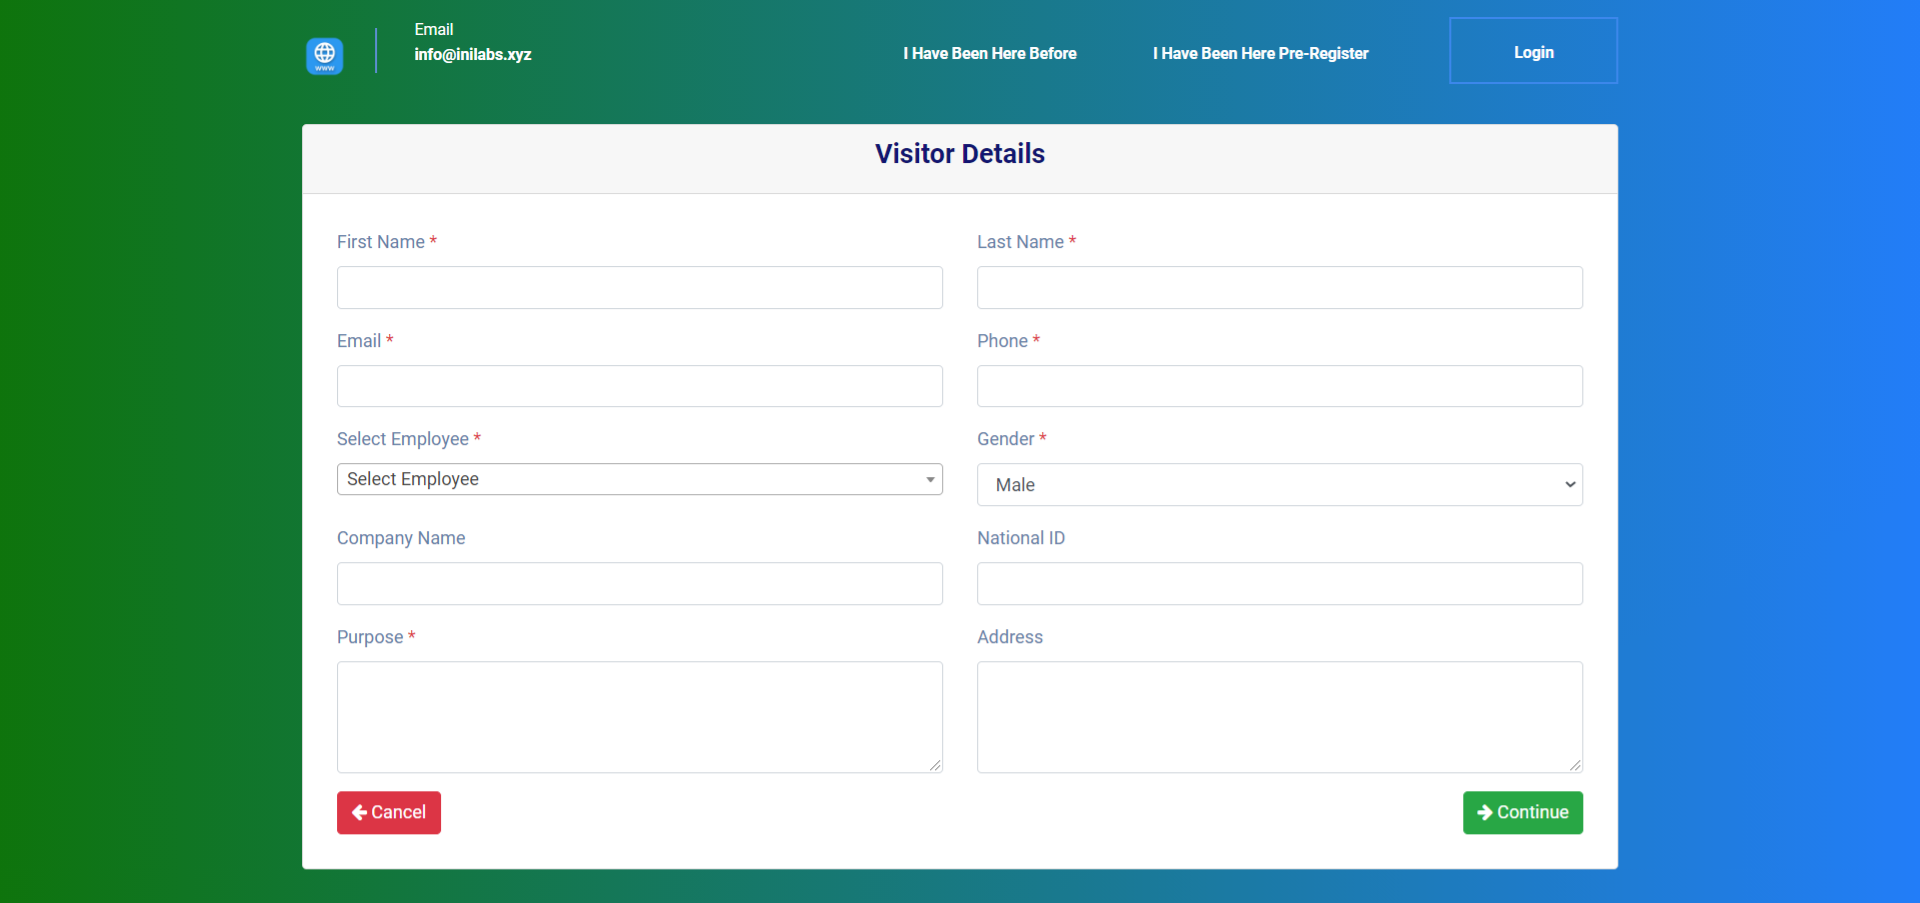 www
Email
info@inilabs.xyz
I Have Been Here Before
I Have Been Here Pre-Register
Login
Visitor Details
First Name *
Last Name *
Email *
Phone *
Select Employee *
Gender *
Select Employee
Male
Company Name
National ID
Purpose *
Address
Cancel
Continue